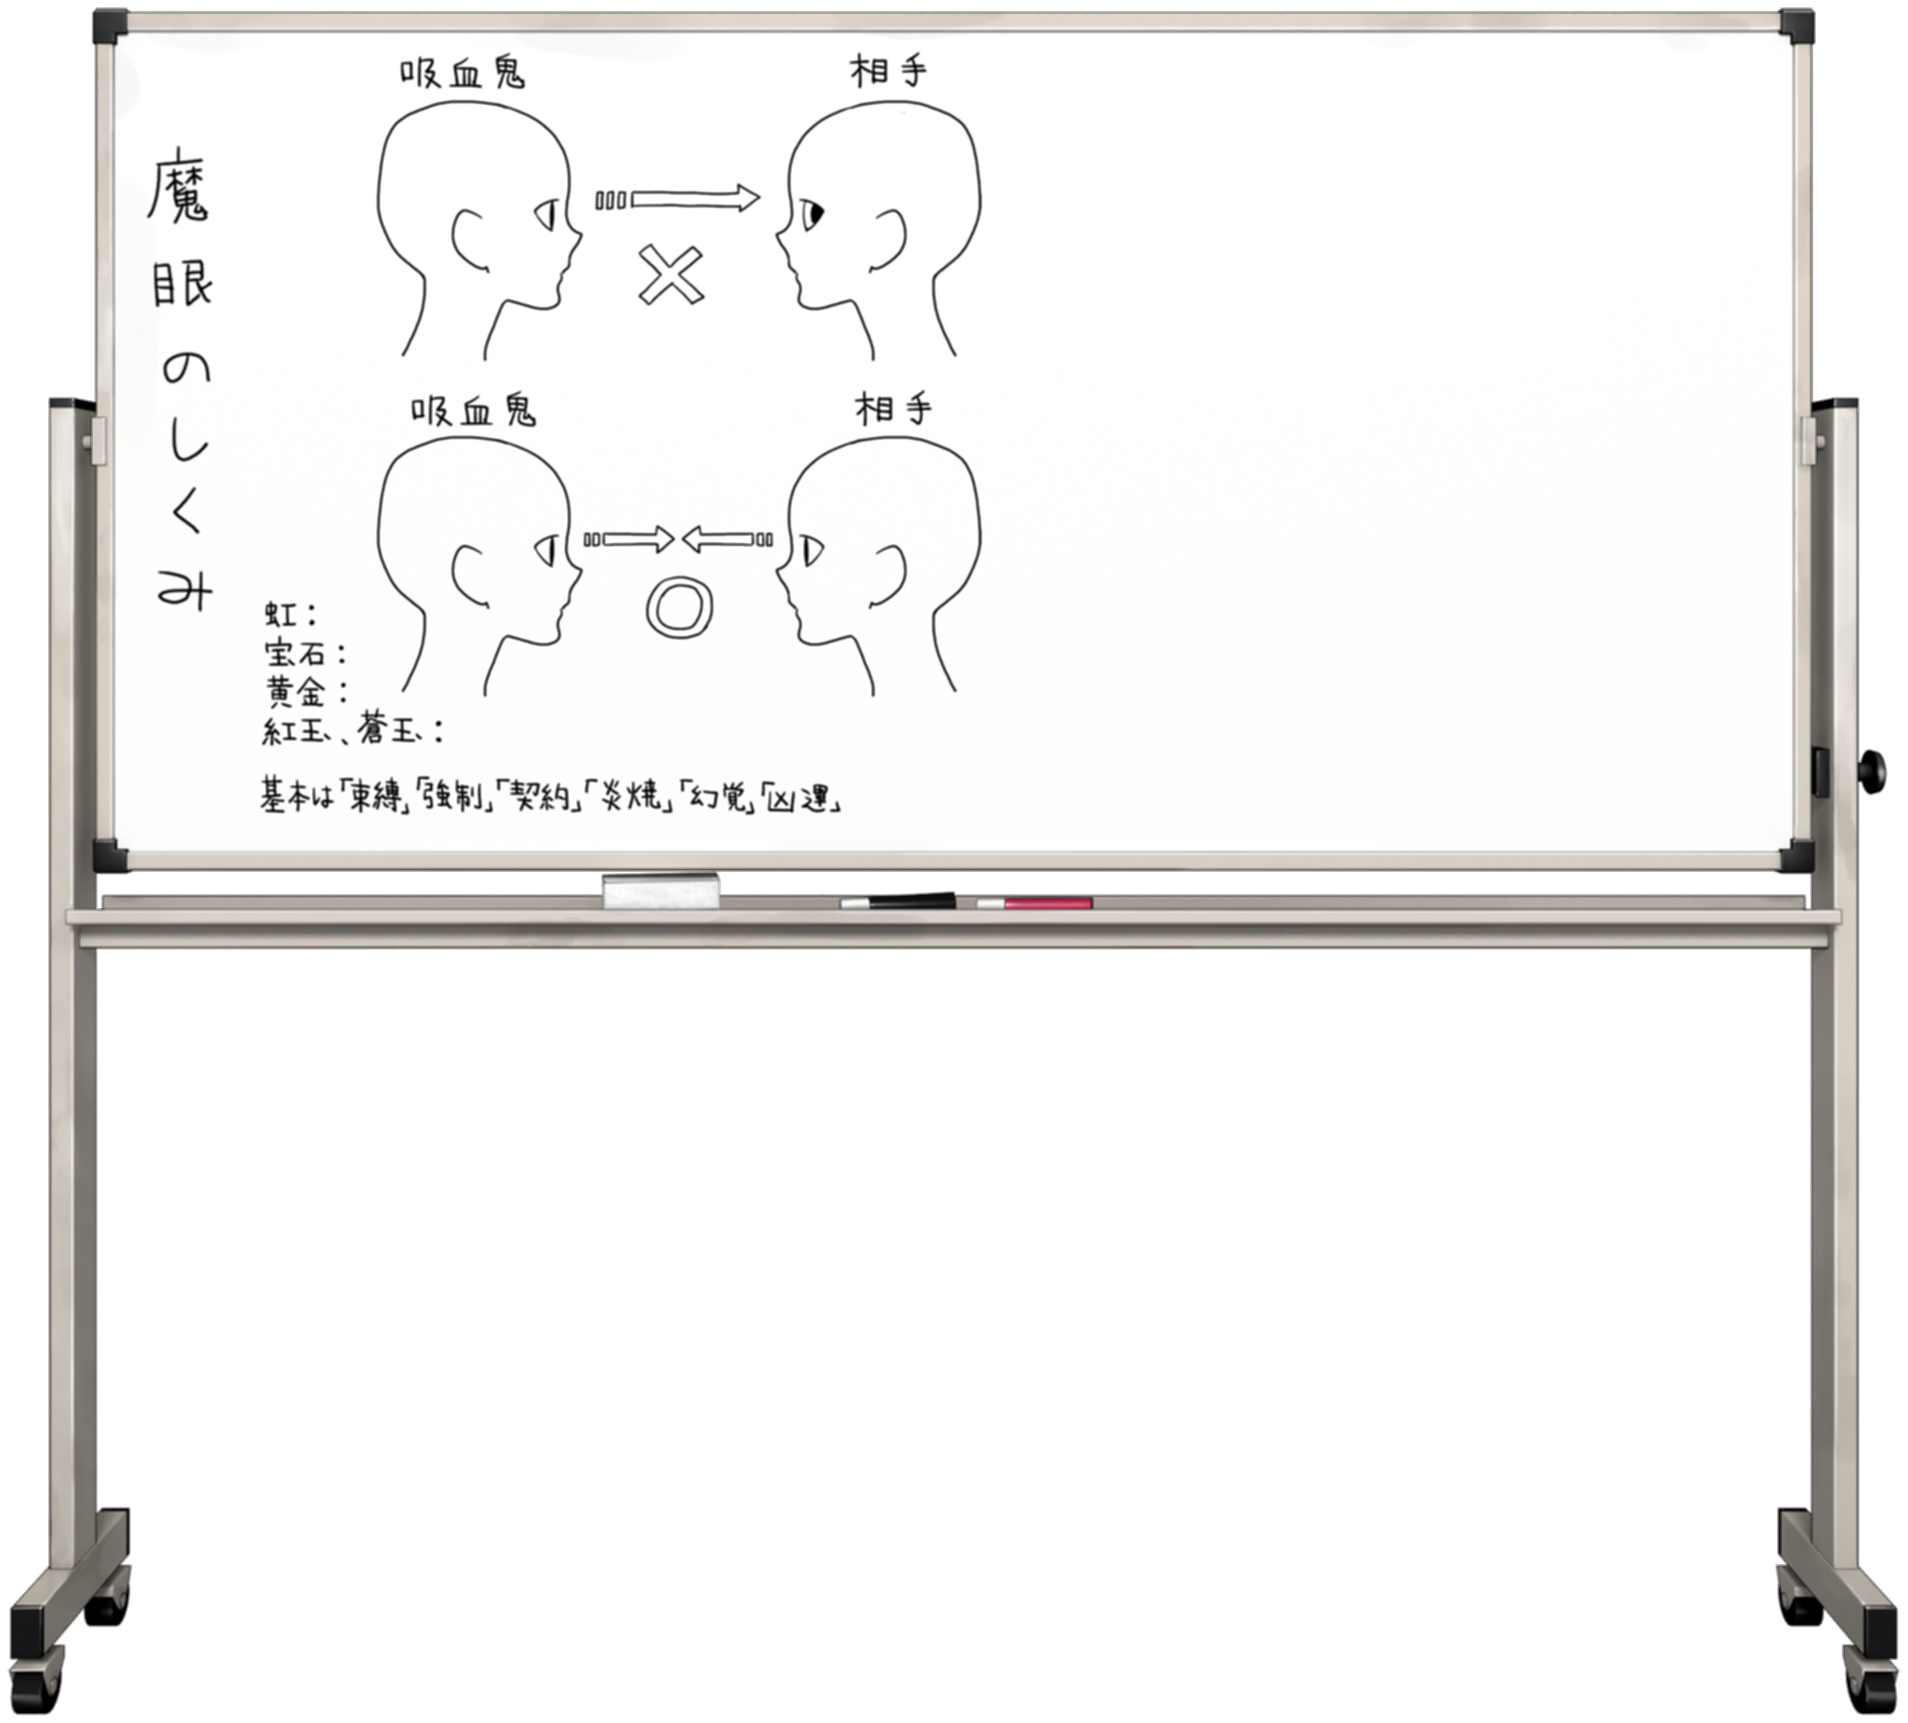 魔眼のしくみ
吸血鬼
相手
吸血鬼
相手
虹：
宝石：
黄金：
紅玉、蒼玉：
基本は「束縛」「強制」「契約」「炎焼」「幻覚」「凶運」